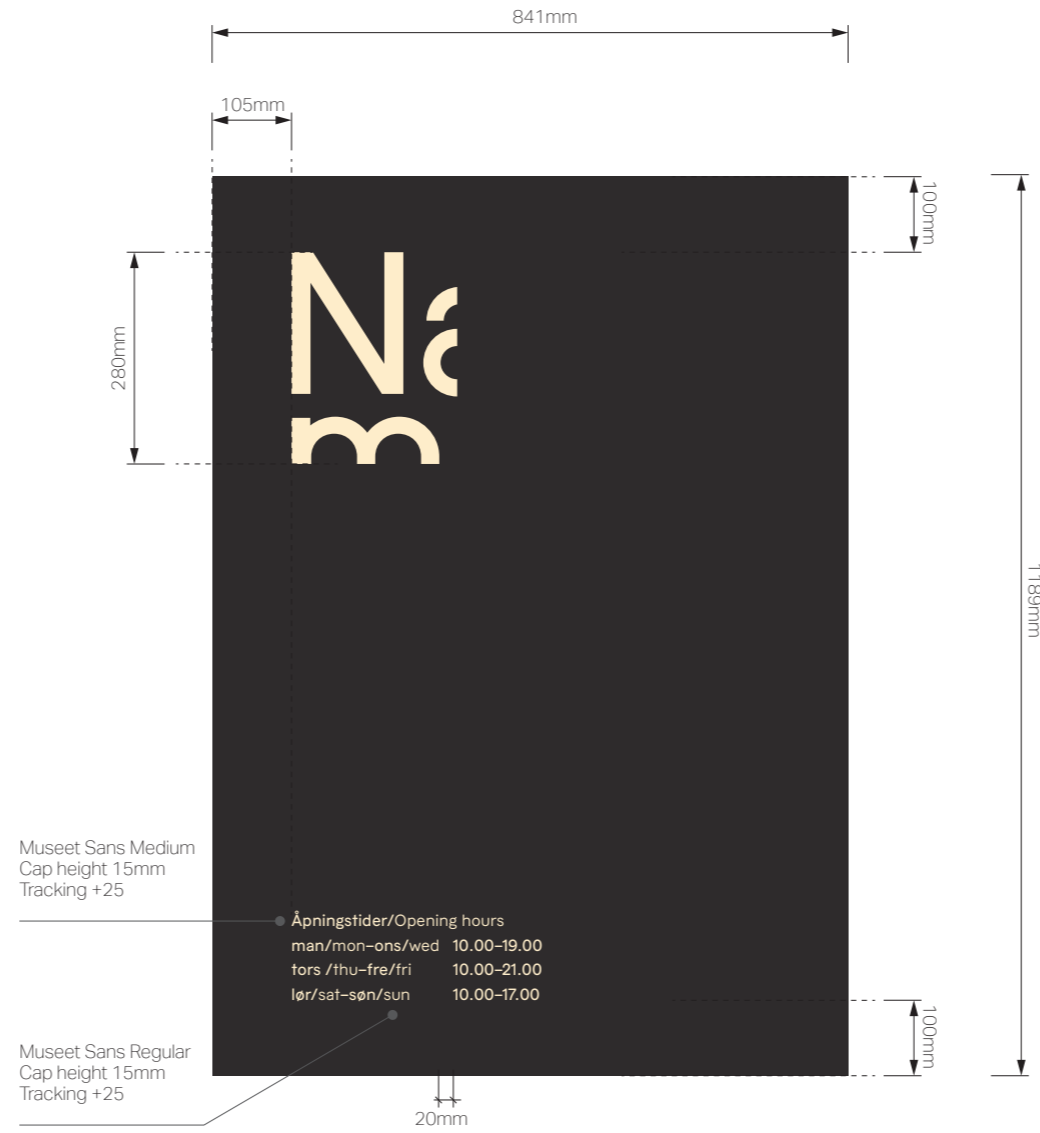 841mm
105mm
100mm
280mm
Na
m
1189mm
Museet Sans Medium
Cap height 15mm
Tracking +25
Åpningstider/Opening hours
man/mon–ons/wed 10.00–19.00
tors /thu–fre/fri 10.00–21.00
lør/sat–søn/sun 10.00–17.00
100mm
Museet Sans Regular
Cap height 15mm
Tracking +25
20mm